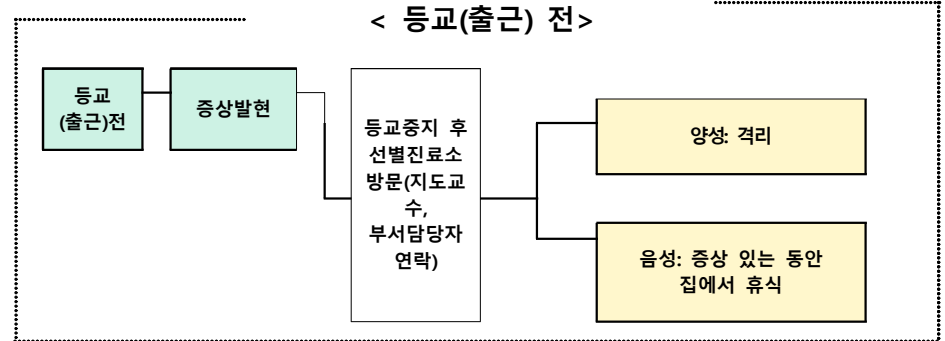 < 등교(출근) 전>
등교
(출근)전
증상발현
등교중지 후
선별진료소
방문(지도교
수,
부서담당자
연락)
양성: 격리
음성: 증상 있는 동안
집에서 휴식